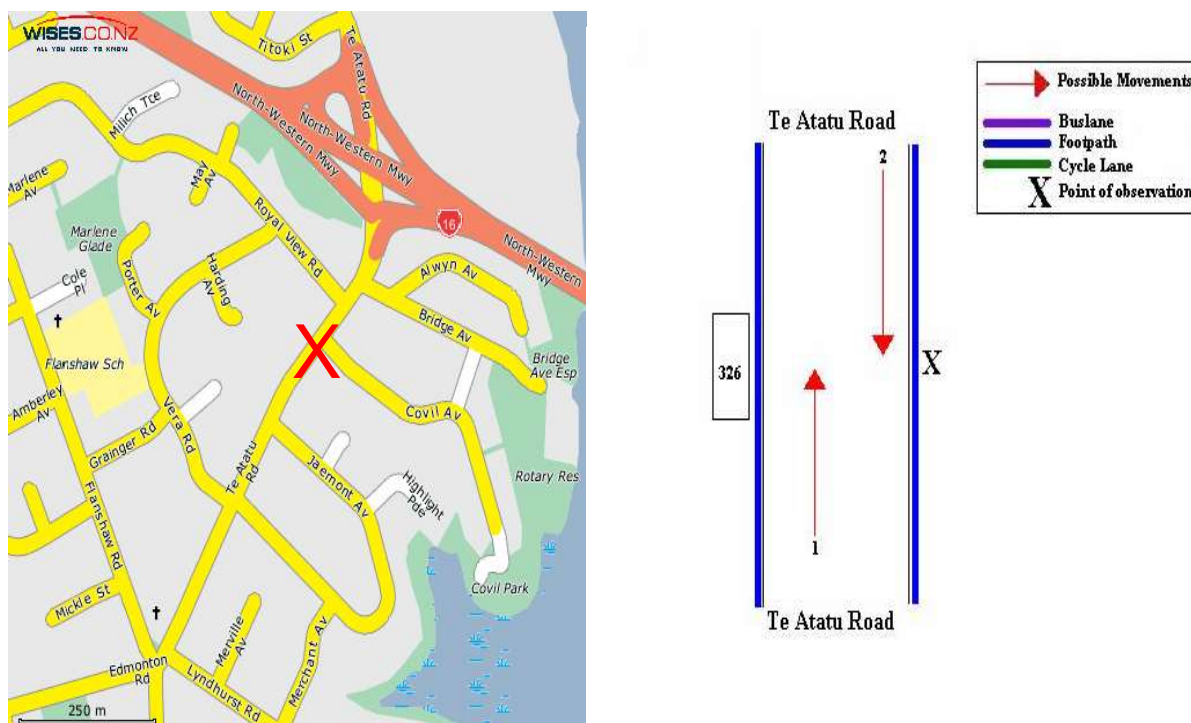 WISES.CO.NZ
ALL YOU NEED TO KNOW
Titoki St
Te Atatu Rd
Milich Tce
North-Western Mwy
North-Western Mwy
North-Western Mwy
16
North-Western Mwy
Marlene Av
May Av
Royal View Rd
Marlene Glade
Cole Pl
Porter Av
Harding Av
Alwyn Av
Bridge Av
X
Flanshaw Sch
Bridge Ave Esp
Amberley Av
Vera Rd
Covil Av
Grainger Rd
Te Atatu Rd
Jaemont Av
Highlight Pde
Rotary Res
Flanshaw Rd
Covil Park
Mickle St
Merville Av
Merchant Av
Edmonton Rd
Lyndhurst Rd
250 m
Te Atatu Road
2
326
X
1
Te Atatu Road
Possible Movements
Buslane
Footpath
Cycle Lane
X Point of observation